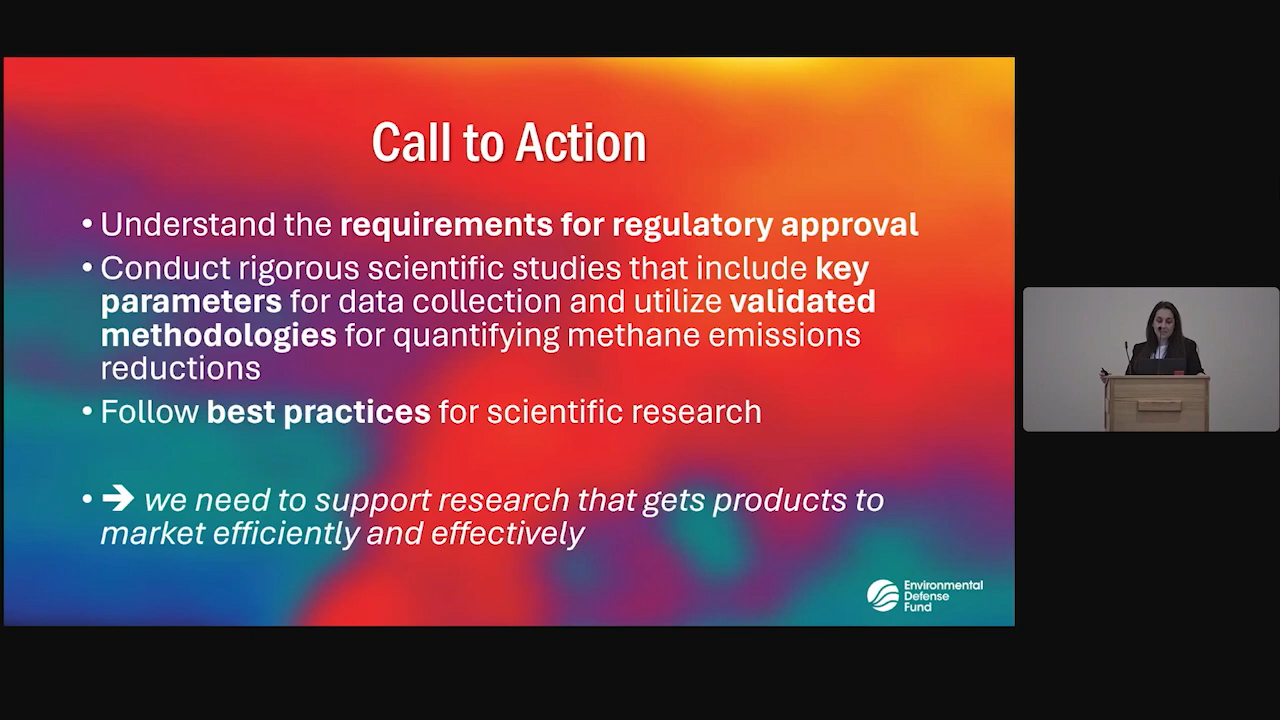 Call to Action
• Understand the requirements for regulatory approval
• Conduct rigorous scientific studies that include key
parameters for data collection and utilize validated
methodologies for quantifying methane emissions
reductions
• Follow best practices for scientific research
• ➔ we need to support research that gets products to
market efficiently and effectively
Environmental
Defense
Fund